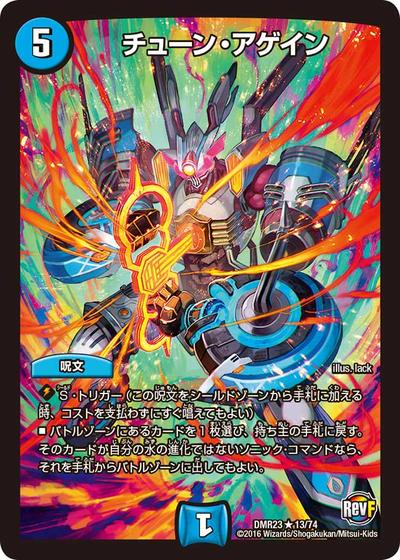 5
チューン・アゲイン
呪文
illus. lack
S・トリガー (この呪文をシールドゾーンから手札に加える
時、コストを支払わずにすぐ唱えてもよい)
■ バトルゾーンにあるカードを1枚選び、持ち主の手札に戻す。
そのカードが自分の水の進化ではないソニック・コマンドなら、
それを手札からバトルゾーンに出してもよい。
RevF
1
DMR23★13/74
©2016 Wizards/Shogakukan/Mitsui-Kids